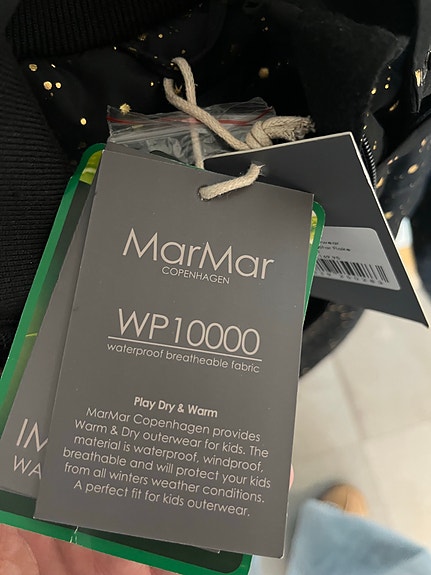 MarMar
COPENHAGEN
WP10000
waterproof breatheable fabric
Play Dry & Warm
MarMar Copenhagen provides
Warm & Dry outerwear for kids. The
material is waterproof, windproof,
breathable and will protect your kids
from all winters weather conditions.
A perfect fit for kids outerwear.
IM
WA